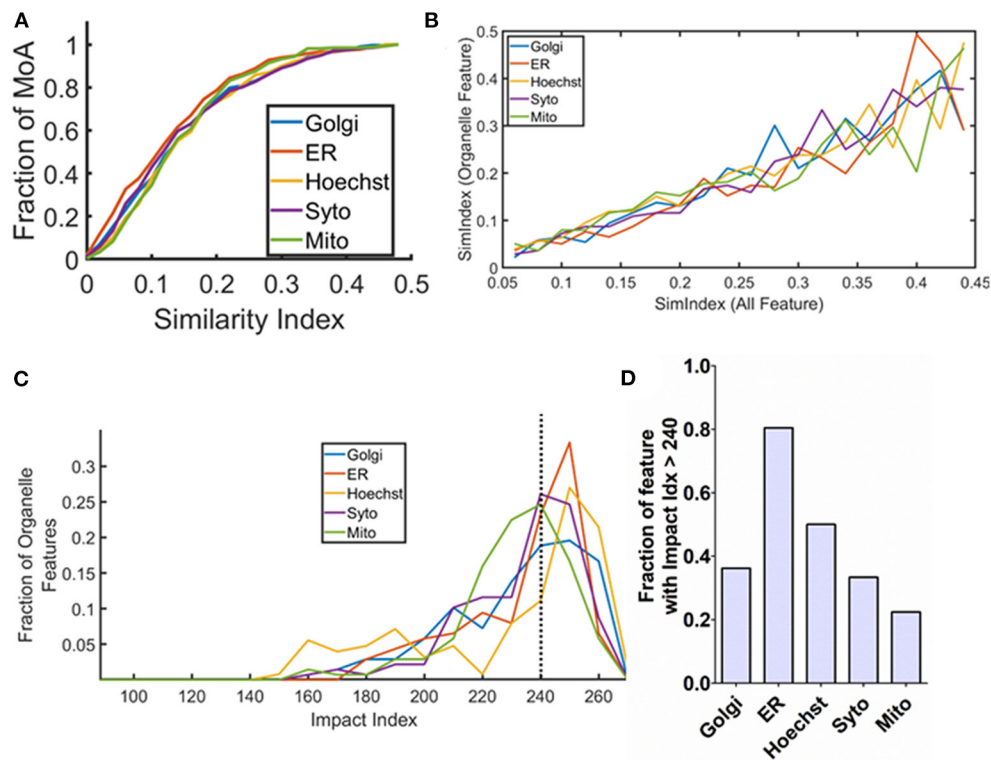 A
Fraction of MoA
1
0.8
0.6
0.4
0.2
0
0 0.1 0.2 0.3 0.4 0.5
Similarity Index
Golgi
ER
Hoechst
Syto
Mito
B
SimIndex (Organelle Feature)
0.5
0.4
0.3
0.2
0.1
0
0.05 0.1 0.15 0.2 0.25 0.3 0.35 0.4 0.45
SimIndex (All Feature)
Golgi
ER
Hoechst
Syto
Mito
C
Fraction of Organelle
Features
0.3
0.25
0.2
0.15
0.1
0.05
100 120 140 160 180 200 220 240 260
Impact Index
Golgi
ER
Hoechst
Syto
Mito
D
Fraction of feature
with Impact Idx > 240
1.0
0.8
0.6
0.4
0.2
0.0
Golgi
ER
Hoechst
Syto
Mito